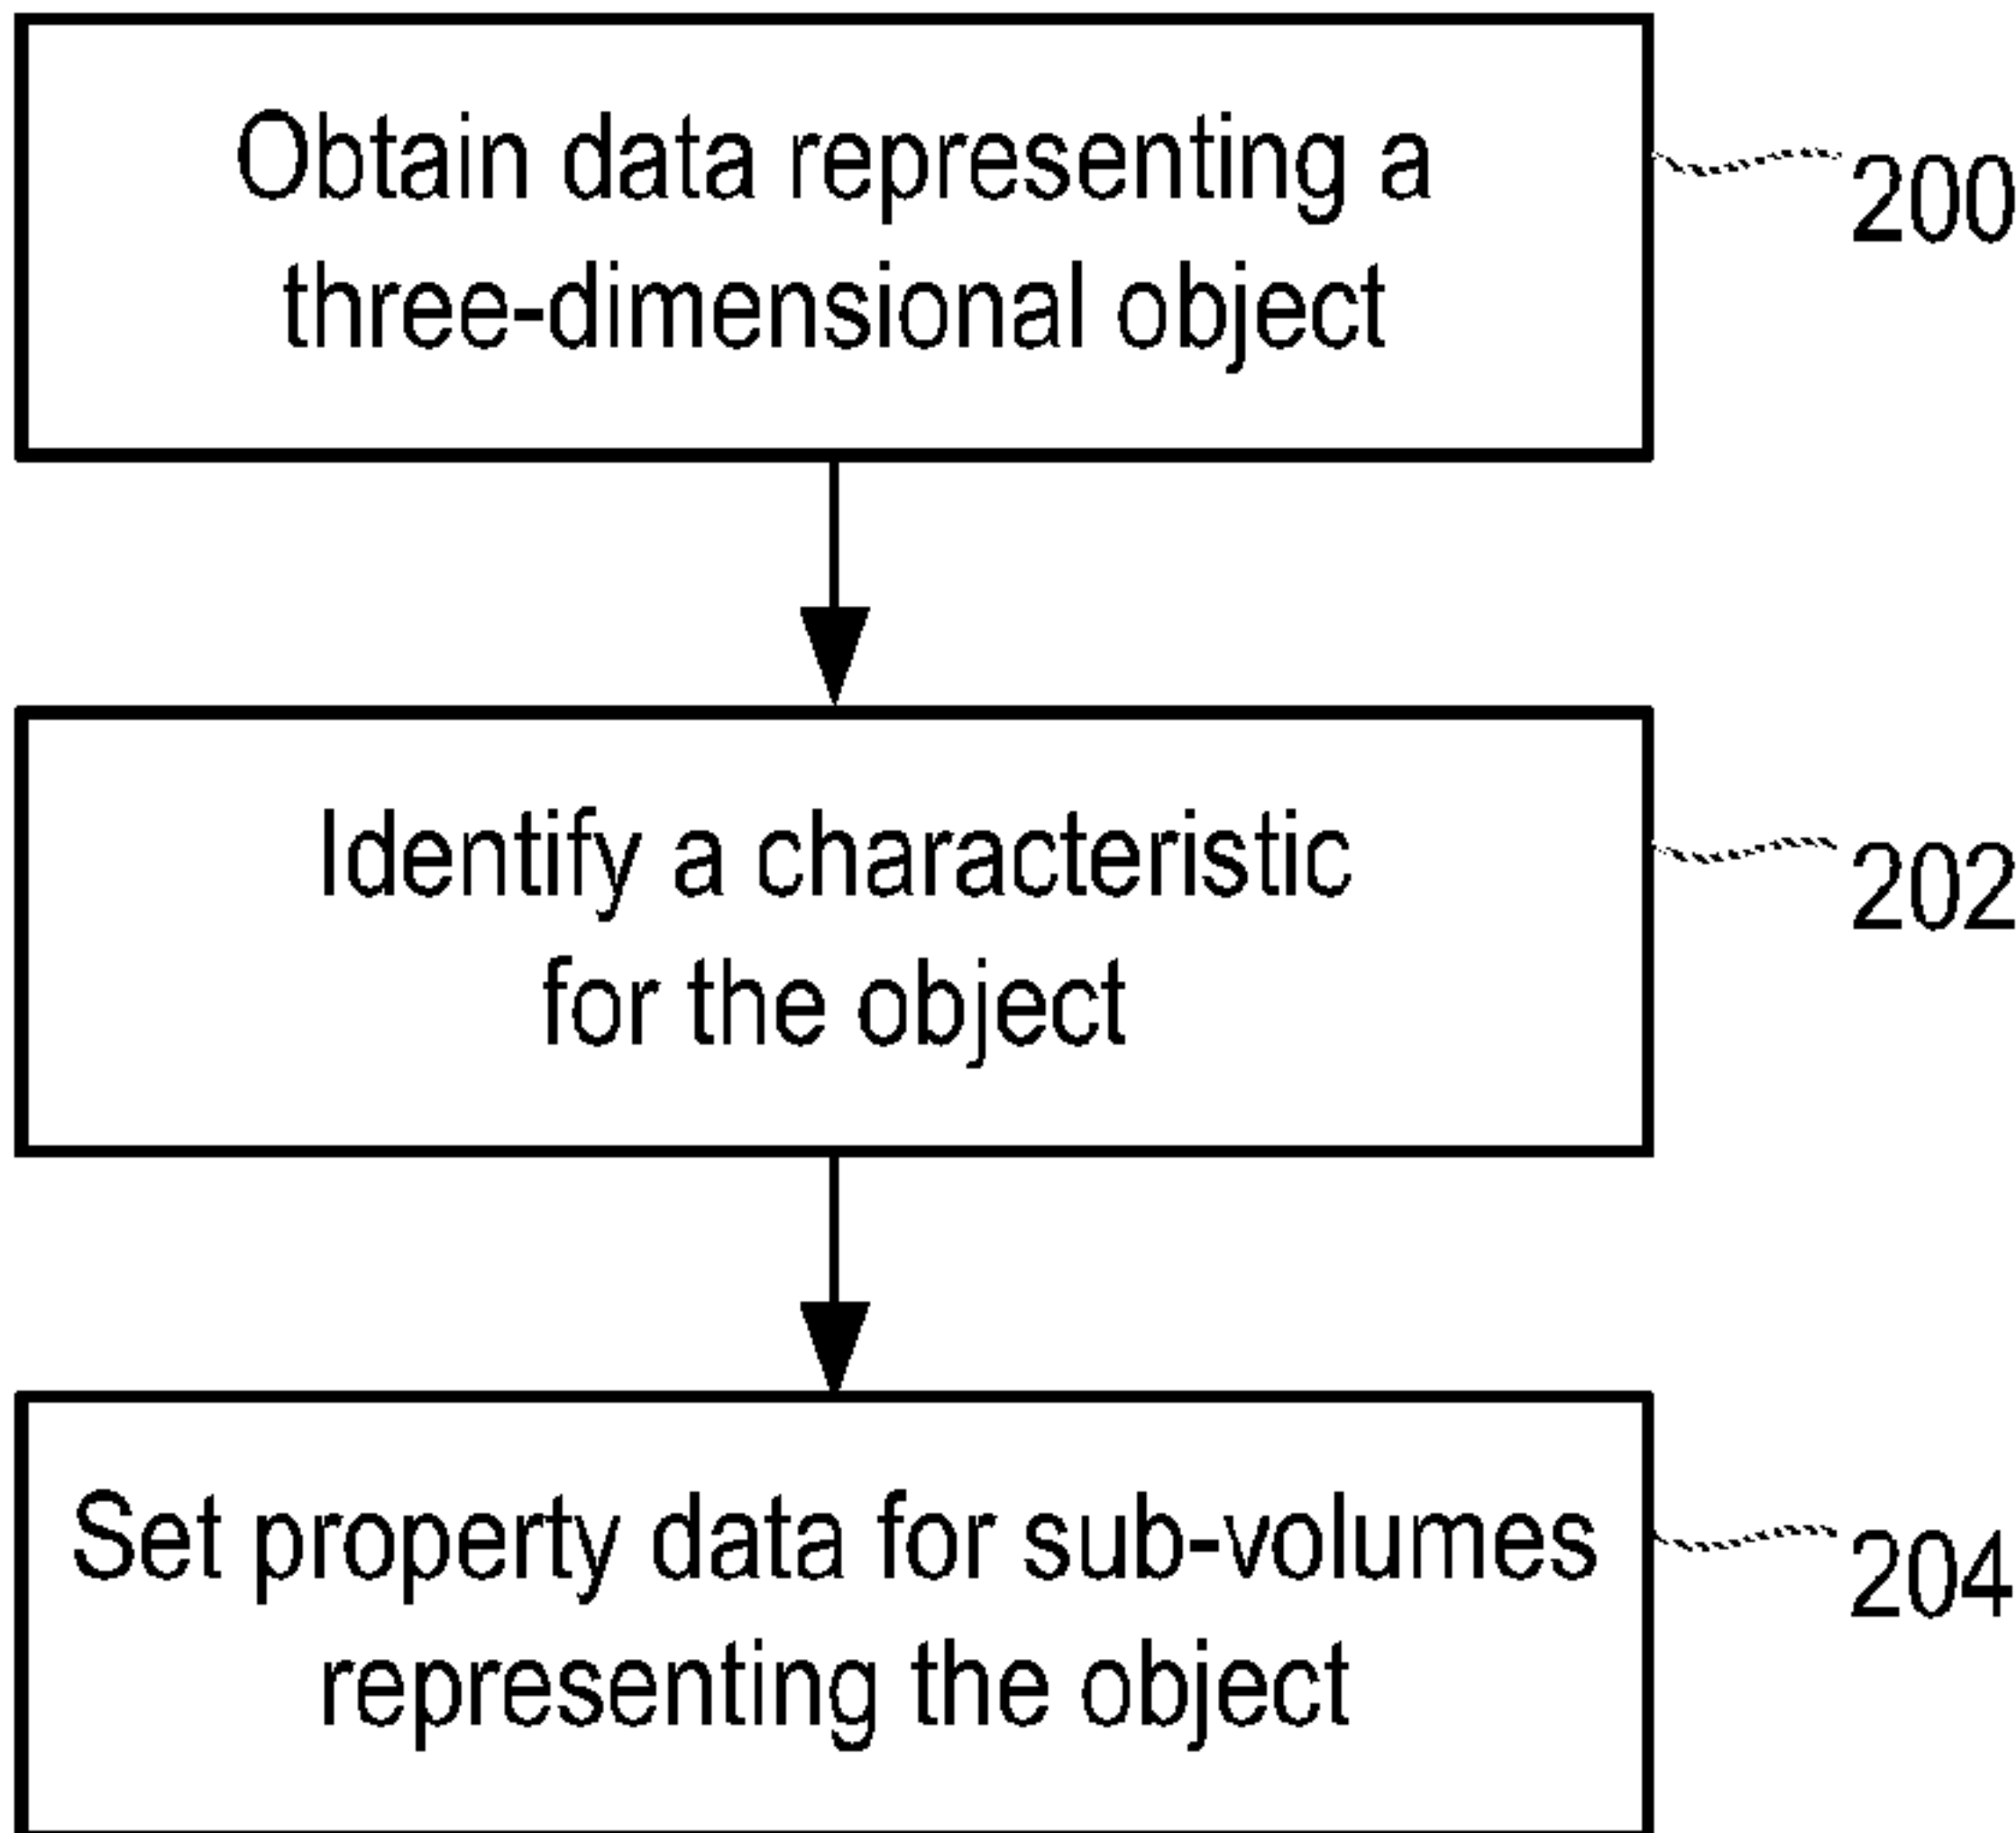 Obtain data representing a
three-dimensional object
200
Identify a characteristic
for the object
202
Set property data for sub-volumes
representing the object
204